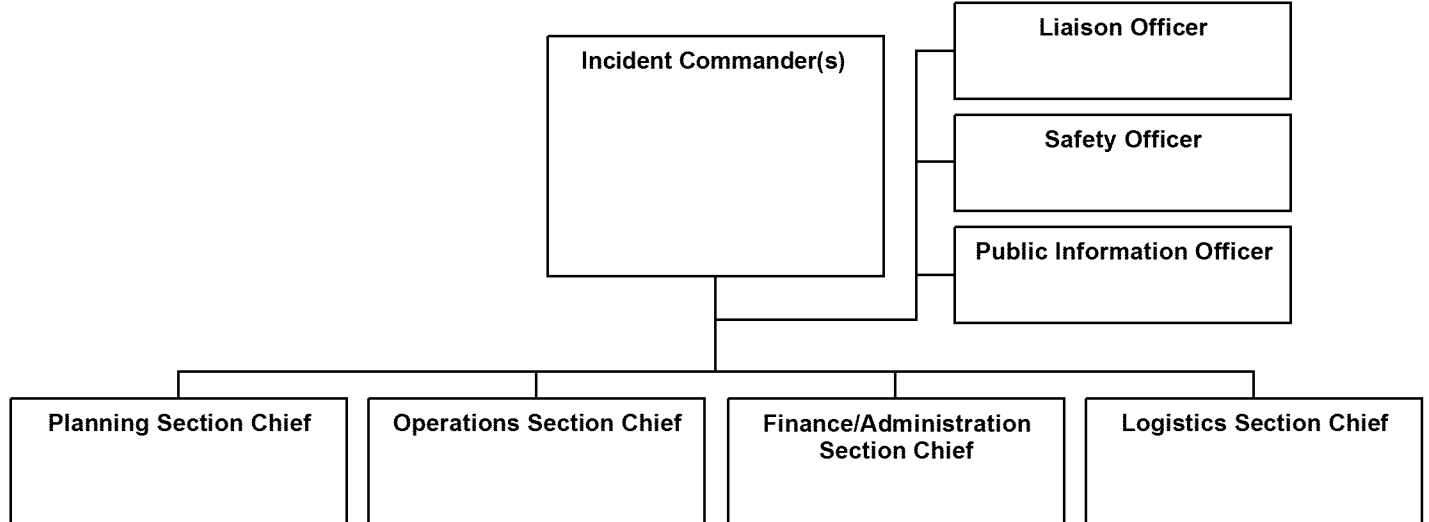 Liaison Officer
Incident Commander(s)
Safety Officer
Public Information Officer
Planning Section Chief
Operations Section Chief
Finance/Administration
Section Chief
Logistics Section Chief